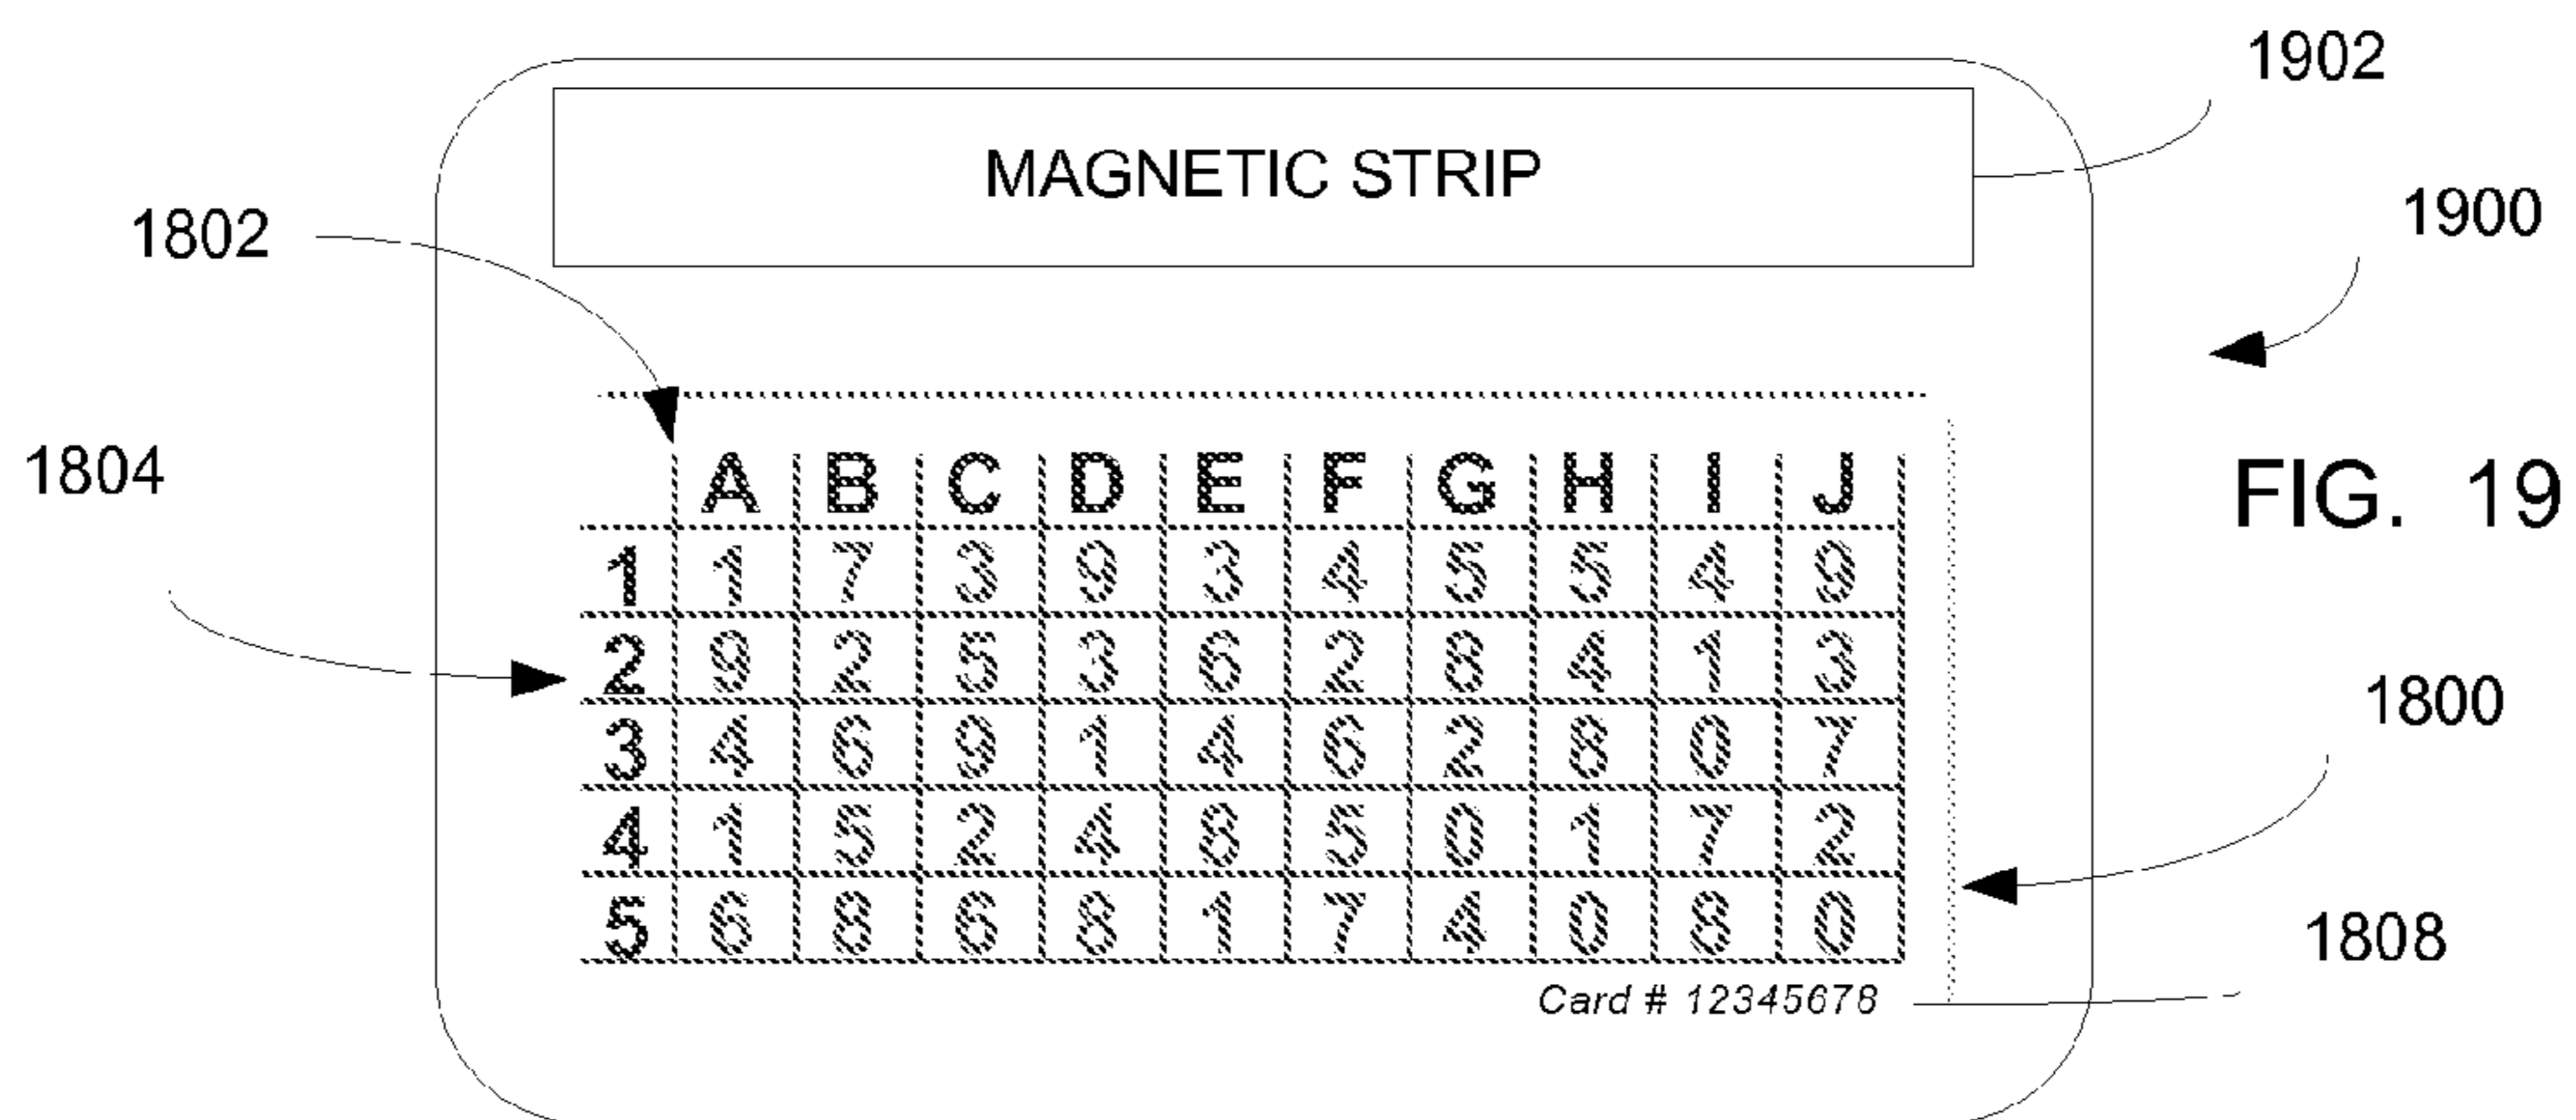 1902
MAGNETIC STRIP
1900
1802
1804
A B C D E F G H I J
FIG. 19
1 1 7 3 9 3 4 5 5 4 9
2 9 2 5 3 6 2 8 4 1 3
3 4 6 9 1 4 6 2 8 0 7
1800
4 1 5 2 4 8 5 0 1 7 2
5 6 8 6 8 1 7 4 0 8 0
1808
Card # 12345678